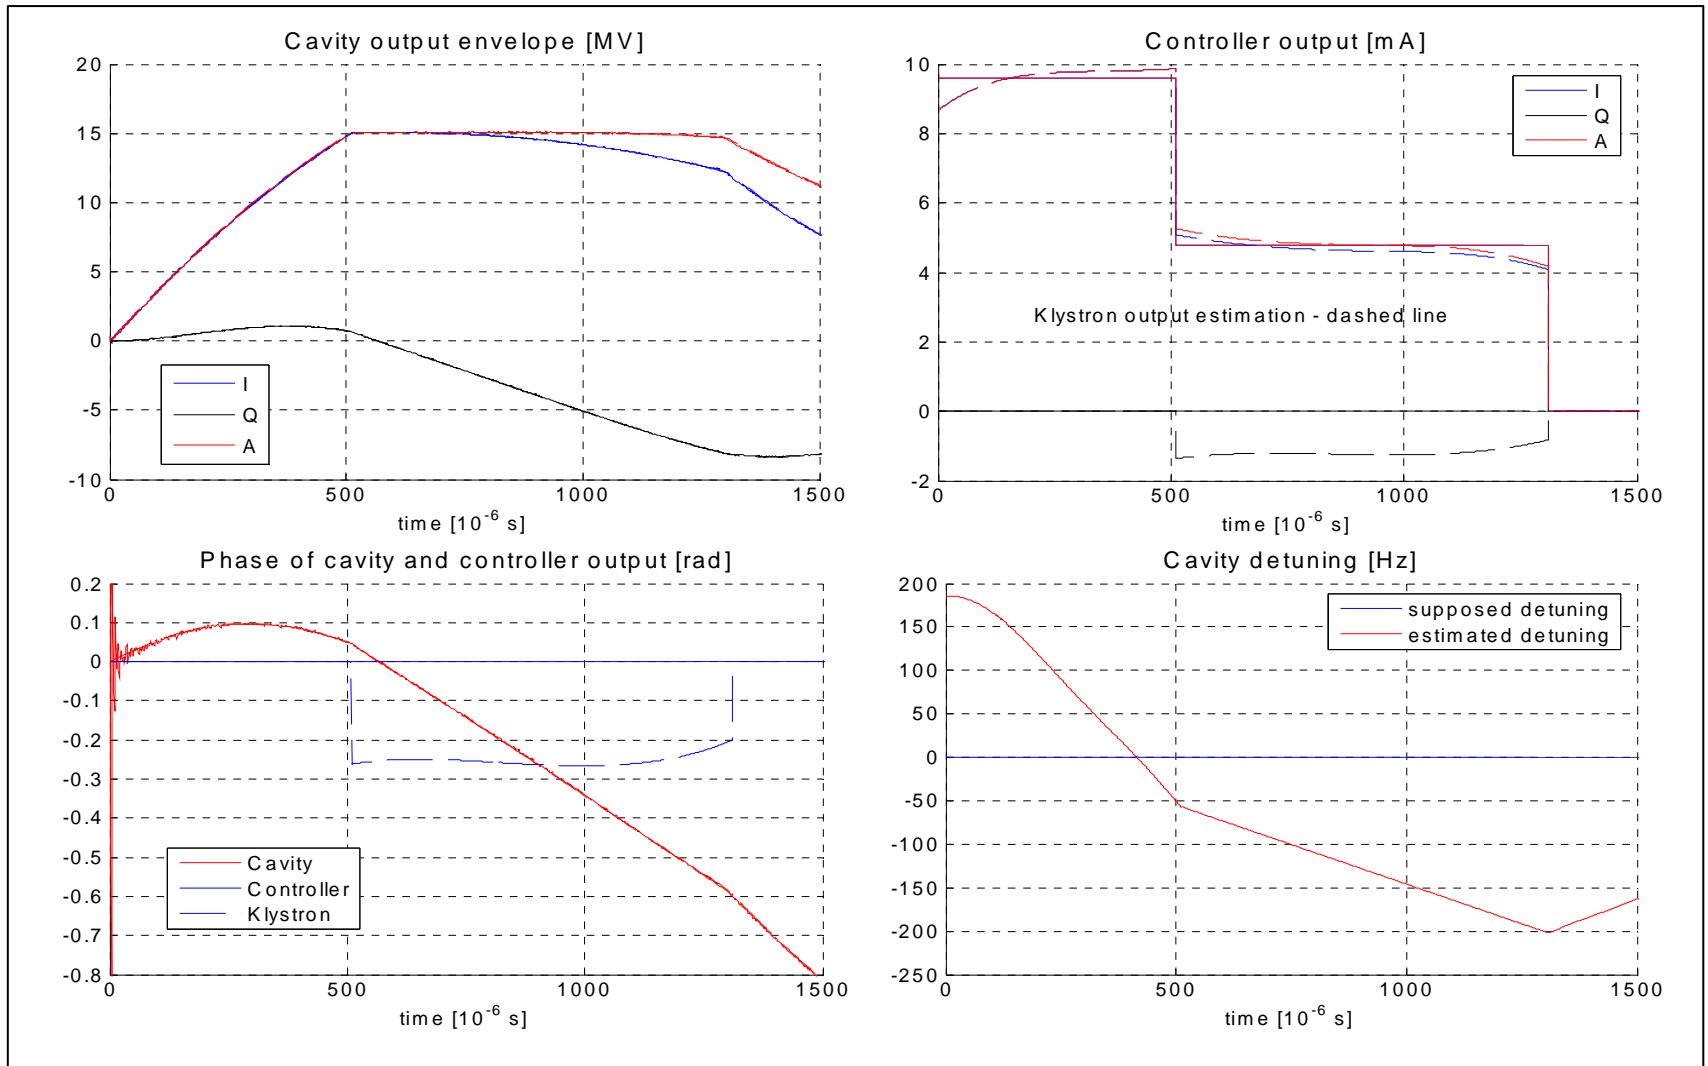 Cavity output envelope [MV]
20
15
10
5
0
-5
-10
I
Q
A
0
500
1000
1500
time [10^-6 s]
Controller output [mA]
10
8
6
4
2
0
-2
I
Q
A
Klystron output estimation - dashed line
0
500
1000
1500
time [10^-6 s]
Phase of cavity and controller output [rad]
0.2
0.1
0
-0.1
-0.2
-0.3
-0.4
-0.5
-0.6
-0.7
-0.8
Cavity
Controller
Klystron
0
500
1000
1500
time [10^-6 s]
Cavity detuning [Hz]
200
150
100
50
0
-50
-100
-150
-200
-250
supposed detuning
estimated detuning
0
500
1000
1500
time [10^-6 s]